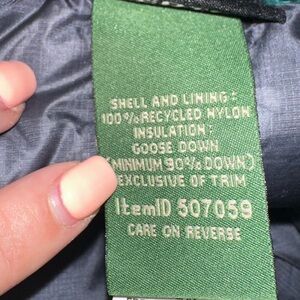 SHELL AND LINING:
100%RECYCLED NYLON
INSULATION:
GOOSE DOWN
(MINIMUM 90% DOWN)
EXCLUSIVE OF TRIM
ItemID 507059
CARE ON REVERSE